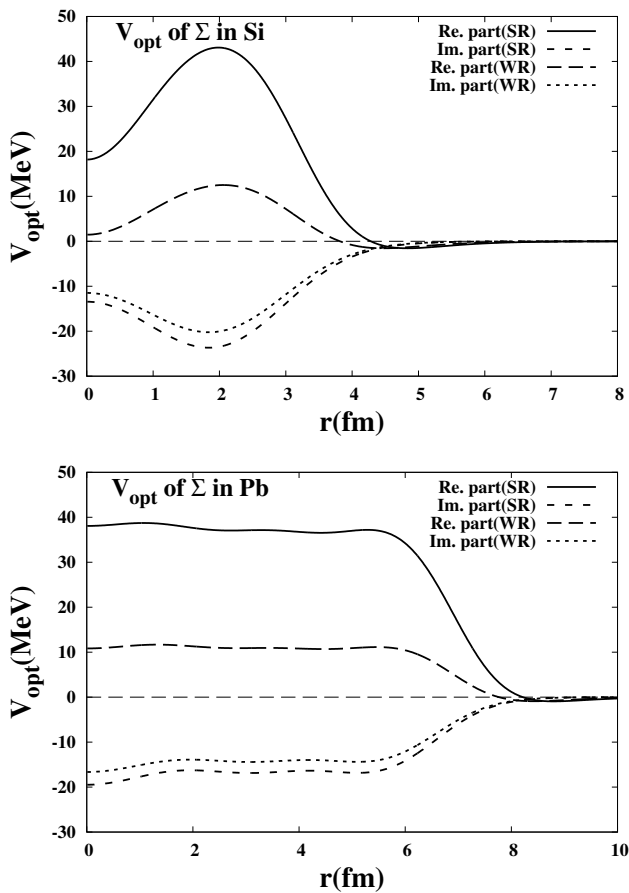 V_opt of Σ in Si
Re. part(SR)
Im. part(SR)
Re. part(WR)
Im. part(WR)
V_opt(MeV)
50
40
30
20
10
0
-10
-20
-30
0 1 2 3 4 5 6 7 8
r(fm)
V_opt of Σ in Pb
Re. part(SR)
Im. part(SR)
Re. part(WR)
Im. part(WR)
V_opt(MeV)
50
40
30
20
10
0
-10
-20
-30
0 2 4 6 8 10
r(fm)